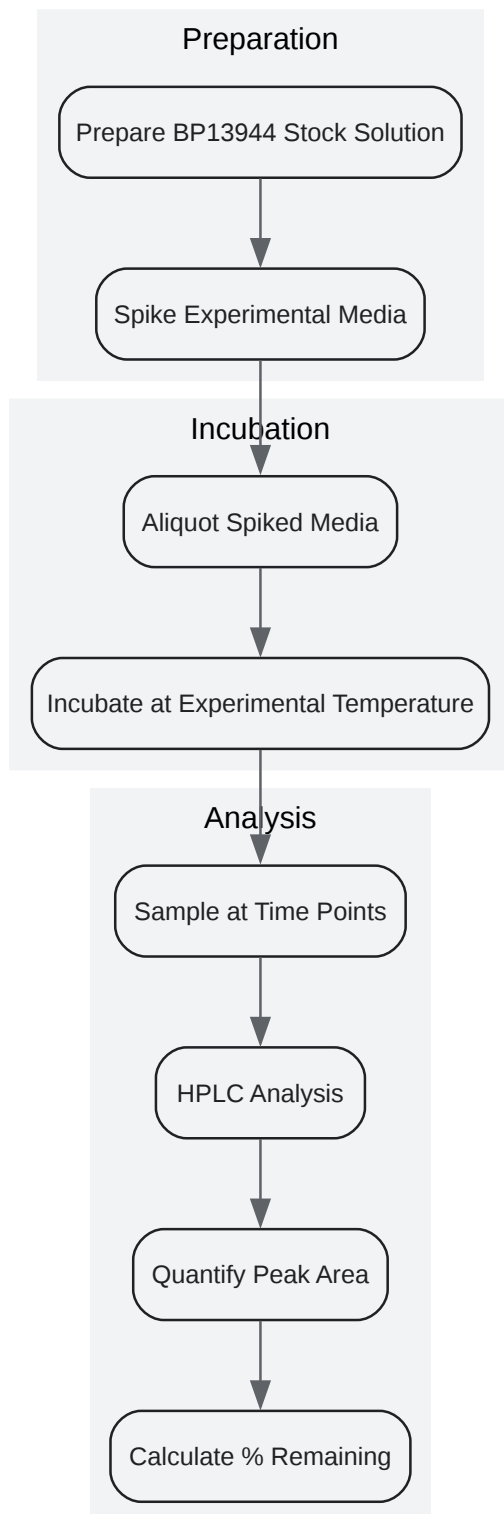 Preparation
Prepare BP13944 Stock Solution
Spike Experimental Media
Incubation
Aliquot Spiked Media
Incubate at Experimental Temperature
Analysis
Sample at Time Points
HPLC Analysis
Quantify Peak Area
Calculate % Remaining